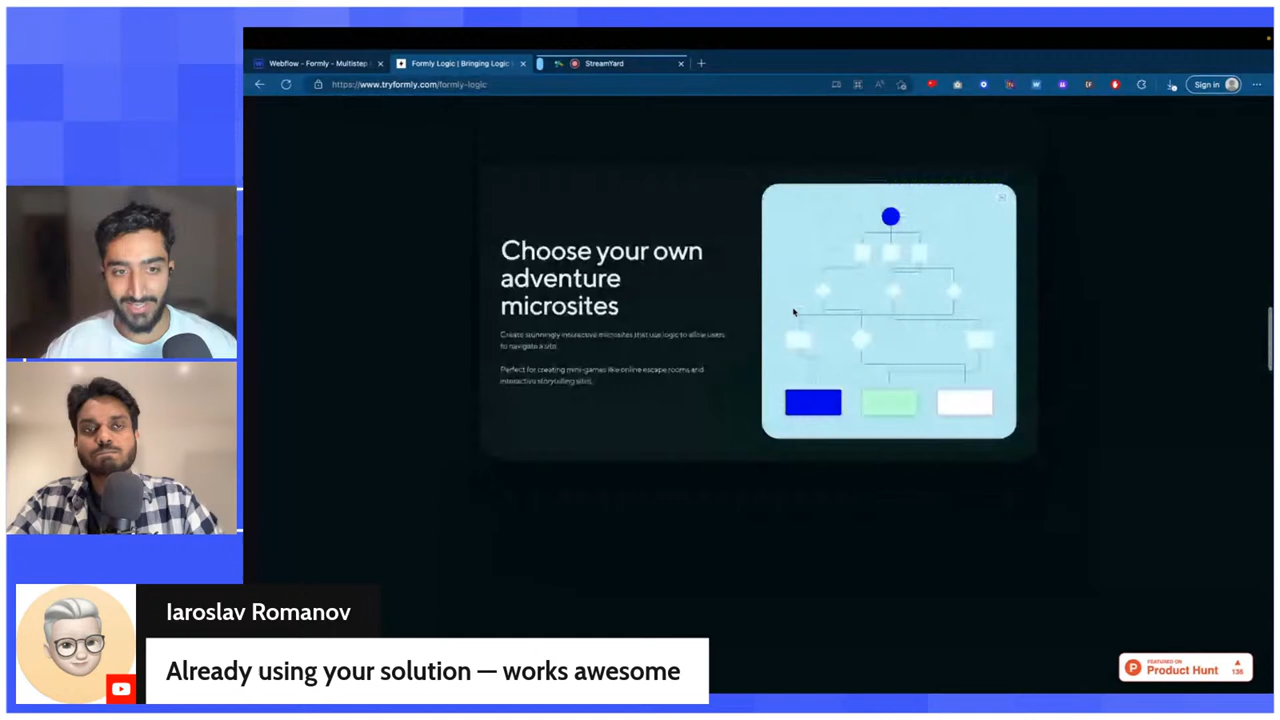 Webflow - Formly - Multistep
Formly Logic | Bringing Logic
StreamYard
https://www.tryformly.com/formly-logic
Sign in
Choose your own
adventure
microsites
Create stunningly interactive microsites that use logic to allow users
to navigate a site.
Perfect for creating mini-games like online escape rooms and
interactive storytelling sites.
Iaroslav Romanov
Already using your solution — works awesome
FEATURED ON
Product Hunt
136